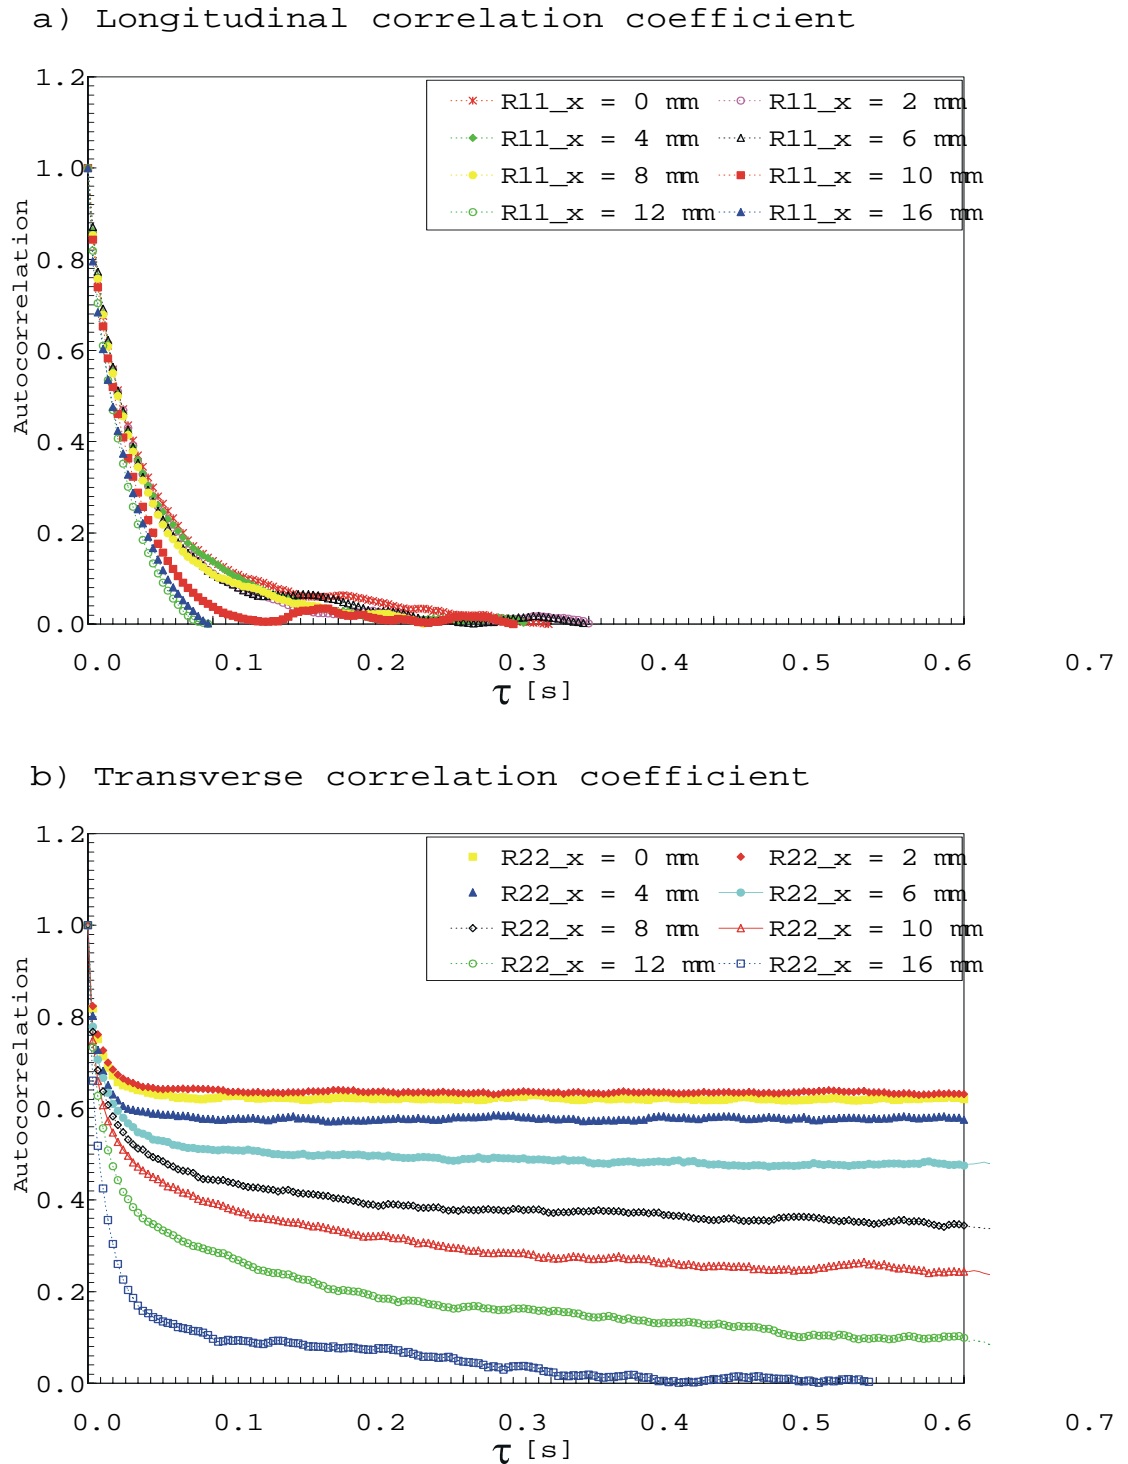 a) Longitudinal correlation coefficient
1.2
1.0
0.8
0.6
0.4
0.2
0.0
Autocorrelation
R11_x = 0 mm
R11_x = 2 mm
R11_x = 4 mm
R11_x = 6 mm
R11_x = 8 mm
R11_x = 10 mm
R11_x = 12 mm
R11_x = 16 mm
0.0 0.1 0.2 0.3 0.4 0.5 0.6 0.7
τ [s]
b) Transverse correlation coefficient
1.2
1.0
0.8
0.6
0.4
0.2
0.0
Autocorrelation
R22_x = 0 mm
R22_x = 2 mm
R22_x = 4 mm
R22_x = 6 mm
R22_x = 8 mm
R22_x = 10 mm
R22_x = 12 mm
R22_x = 16 mm
0.0 0.1 0.2 0.3 0.4 0.5 0.6 0.7
τ [s]